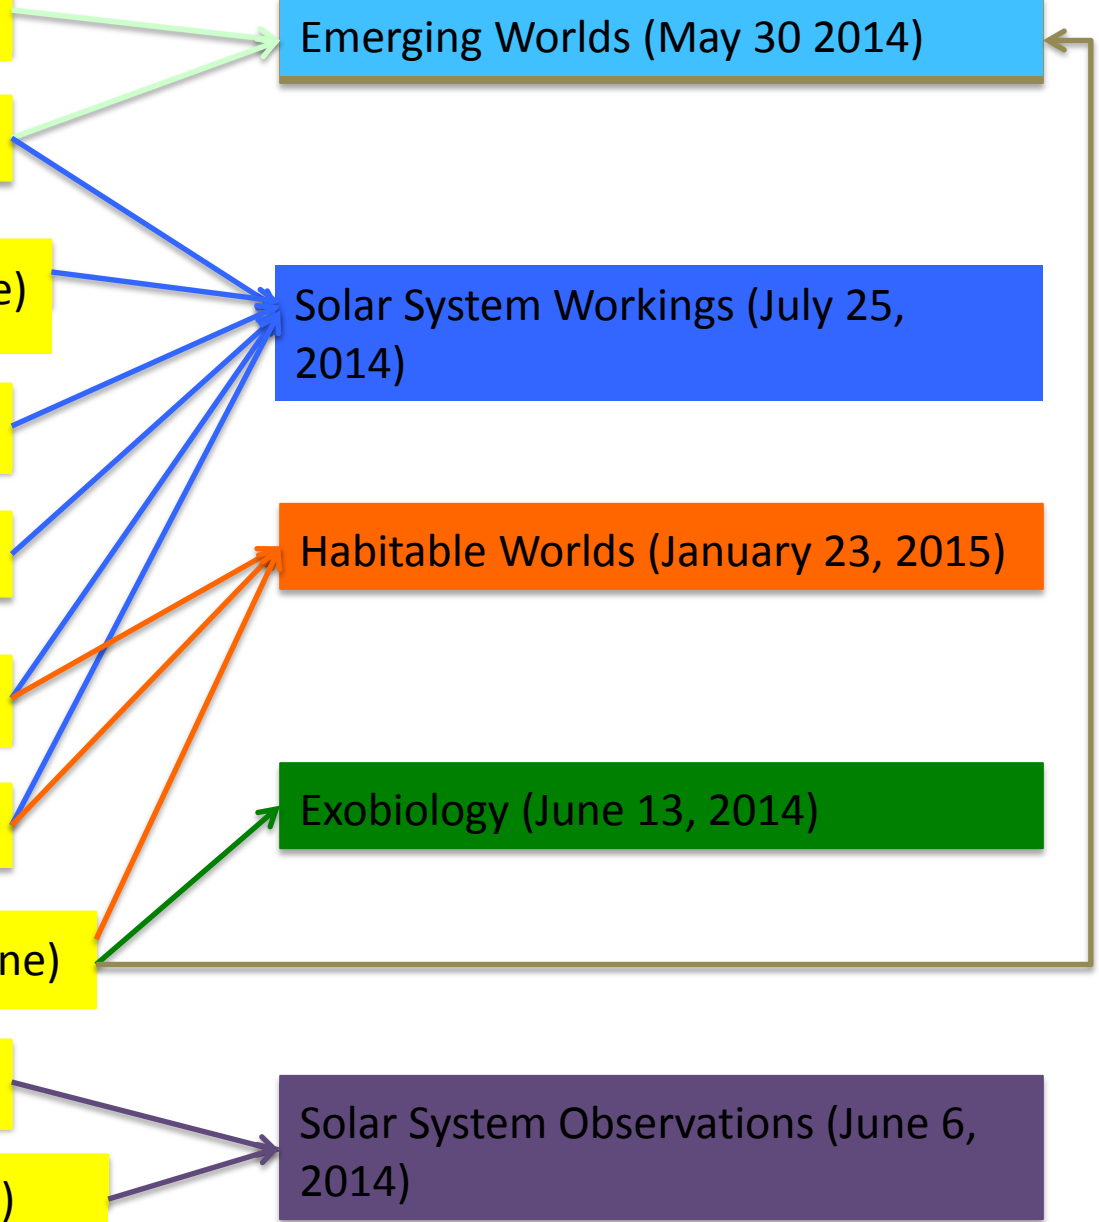 Emerging Worlds (May 30 2014)
e)
Solar System Workings (July 25,
2014)
Habitable Worlds (January 23, 2015)
Exobiology (June 13, 2014)
ne)
Solar System Observations (June 6,
2014)
)